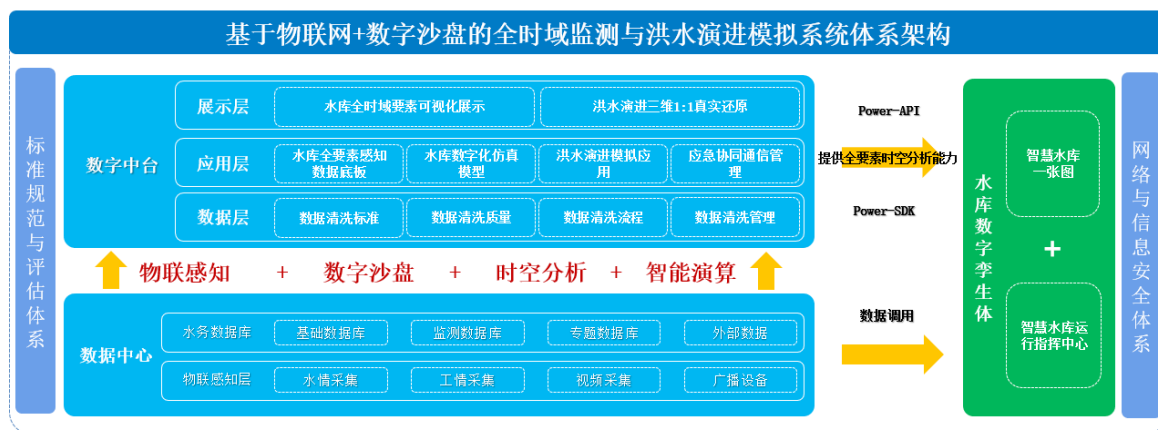 基于物联网+数字沙盘的全时域监测与洪水演进模拟系统体系架构
标准规范与评估体系
数字中台
展示层
水库全时域要素可视化展示
洪水演进三维1:1真实还原
应用层
水库全要素感知
数据底板
水库数字化仿真
模型
洪水演进模拟应
用
应急协同通信管
理
数据层
数据清洗标准
数据清洗质量
数据清洗流程
数据清洗管理
物联感知 + 数字沙盘 + 时空分析 + 智能演算
数据中心
水务数据库
基础数据库
监测数据库
专题数据库
外部数据
物联感知层
水情采集
工情采集
视频采集
广播设备
Power-API
提供全要素时空分析能力
Power-SDK
数据调用
水库数字孪生体
智慧水库
一张图
+
智慧水库运
行指挥中心
网络与信息安全体系